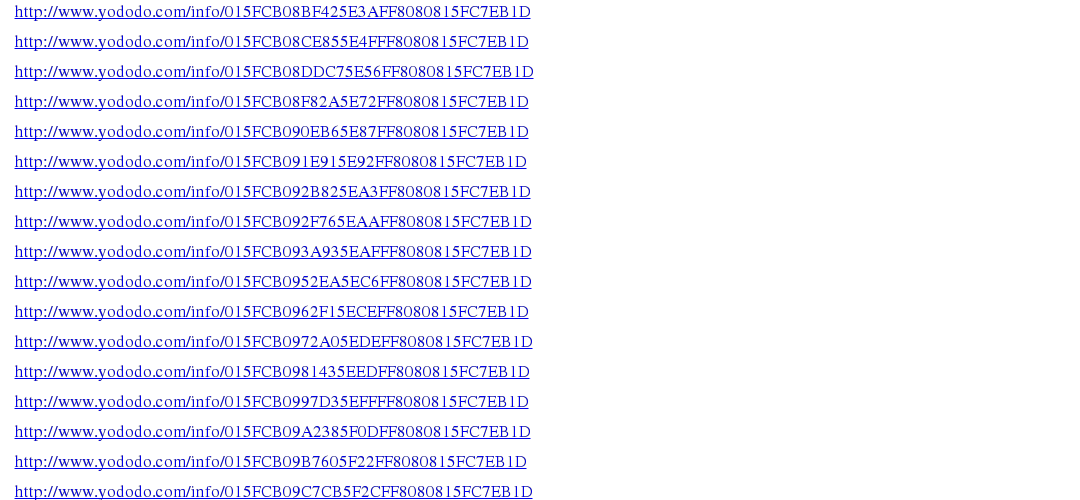 http://www.yododo.com/info/015FCB08BF425E3AFF8080815FC7EB1D
http://www.yododo.com/info/015FCB08CE855E4FFF8080815FC7EB1D
http://www.yododo.com/info/015FCB08DDC75E56FF8080815FC7EB1D
http://www.yododo.com/info/015FCB08F82A5E72FF8080815FC7EB1D
http://www.yododo.com/info/015FCB090EB65E87FF8080815FC7EB1D
http://www.yododo.com/info/015FCB091E915E92FF8080815FC7EB1D
http://www.yododo.com/info/015FCB092B825EA3FF8080815FC7EB1D
http://www.yododo.com/info/015FCB092F765EAAFF8080815FC7EB1D
http://www.yododo.com/info/015FCB093A935EAFFF8080815FC7EB1D
http://www.yododo.com/info/015FCB0952EA5EC6FF8080815FC7EB1D
http://www.yododo.com/info/015FCB0962F15ECEFF8080815FC7EB1D
http://www.yododo.com/info/015FCB0972A05EDEFF8080815FC7EB1D
http://www.yododo.com/info/015FCB0981435EEDFF8080815FC7EB1D
http://www.yododo.com/info/015FCB0997D35EFFFF8080815FC7EB1D
http://www.yododo.com/info/015FCB09A2385F0DFF8080815FC7EB1D
http://www.yododo.com/info/015FCB09B7605F22FF8080815FC7EB1D
http://www.yododo.com/info/015FCB09C7CB5F2CFF8080815FC7EB1D